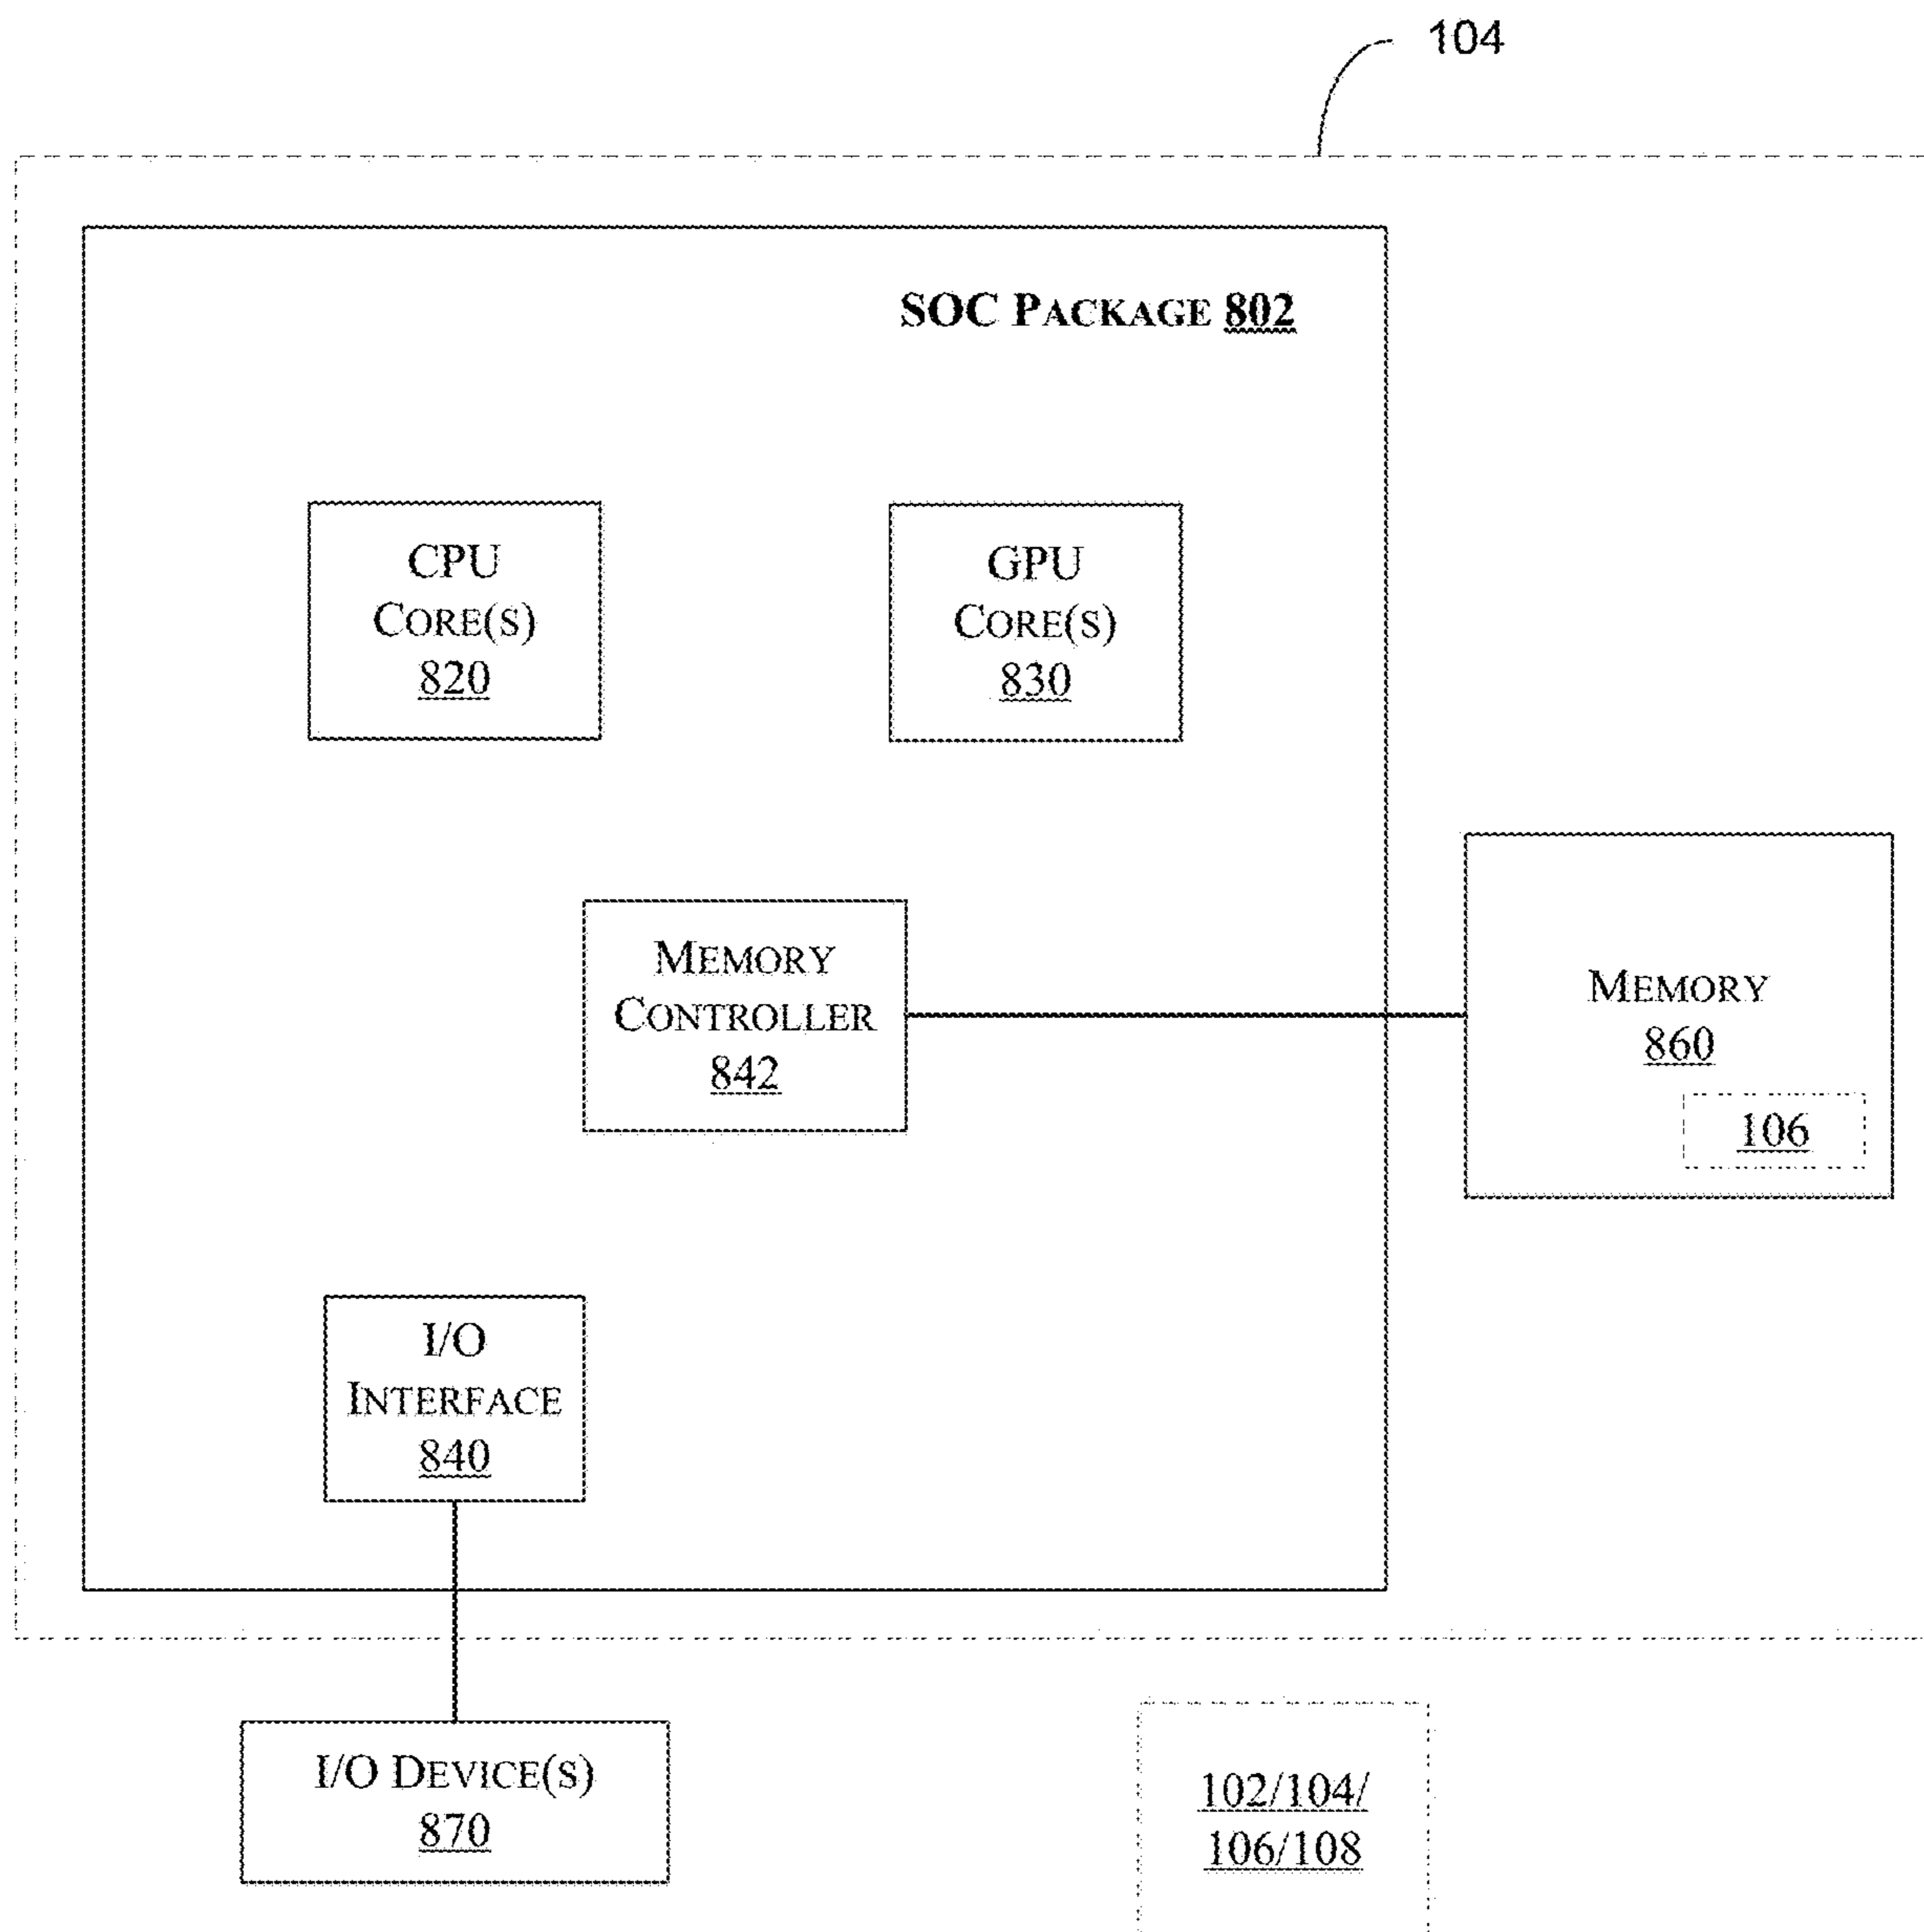 104
SOC PACKAGE 802
CPU
CORE(S)
820
GPU
CORE(S)
830
MEMORY
CONTROLLER
842
MEMORY
860
106
I/O
INTERFACE
840
I/O DEVICE(S)
870
102/104/
106/108